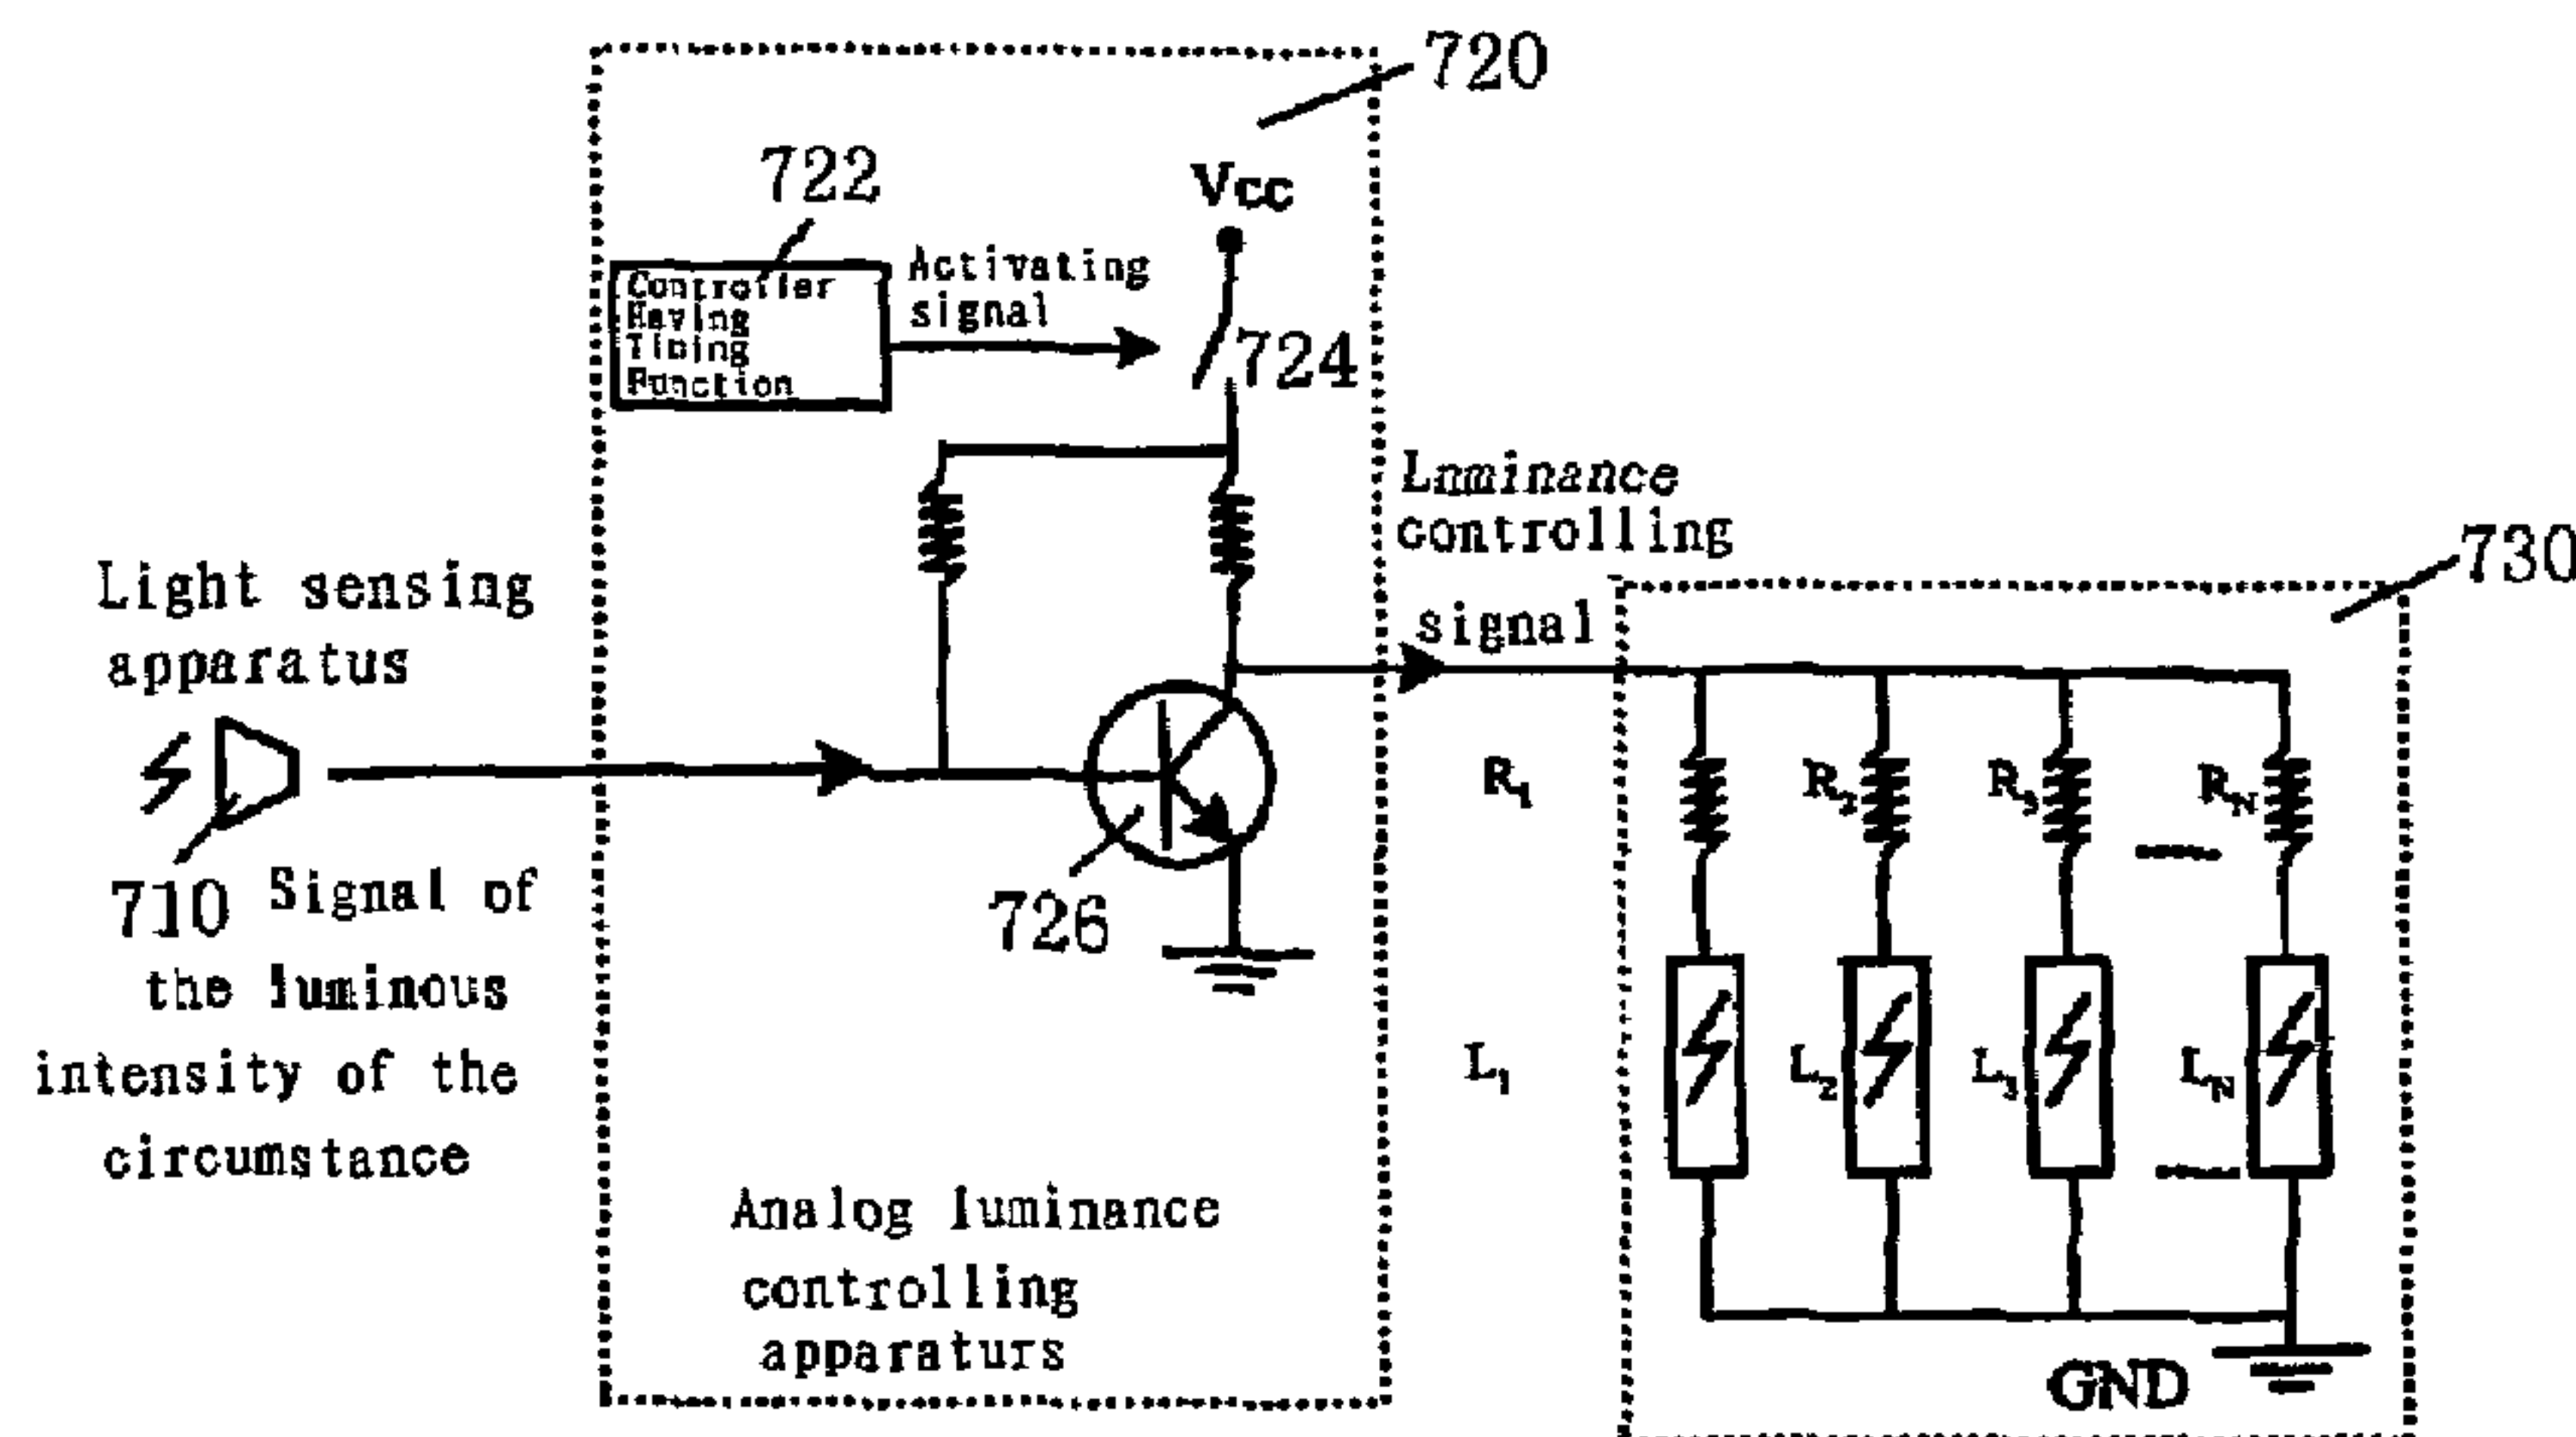 720
722
Vcc
Controller
Having
Timing
Function
Activating
signal
724
Luminance
controlling
signal
730
Light sensing
apparatus
710
Signal of
the luminous
intensity of the
circumstance
726
R1
R2
R3
RN
L1
L2
L3
LN
Analog luminance
controlling
apparaturs
GND